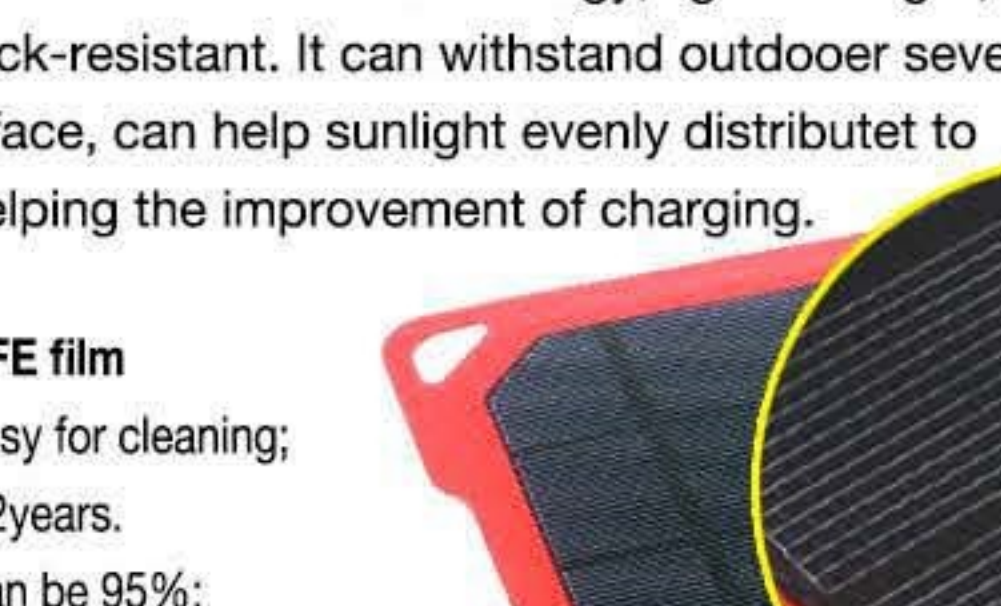 ck-resistant. It can withstand outdooer seve
face, can help sunlight evenly distributet to
elping the improvement of charging.
FE film
sy for cleaning;
2years.
an be 95%;